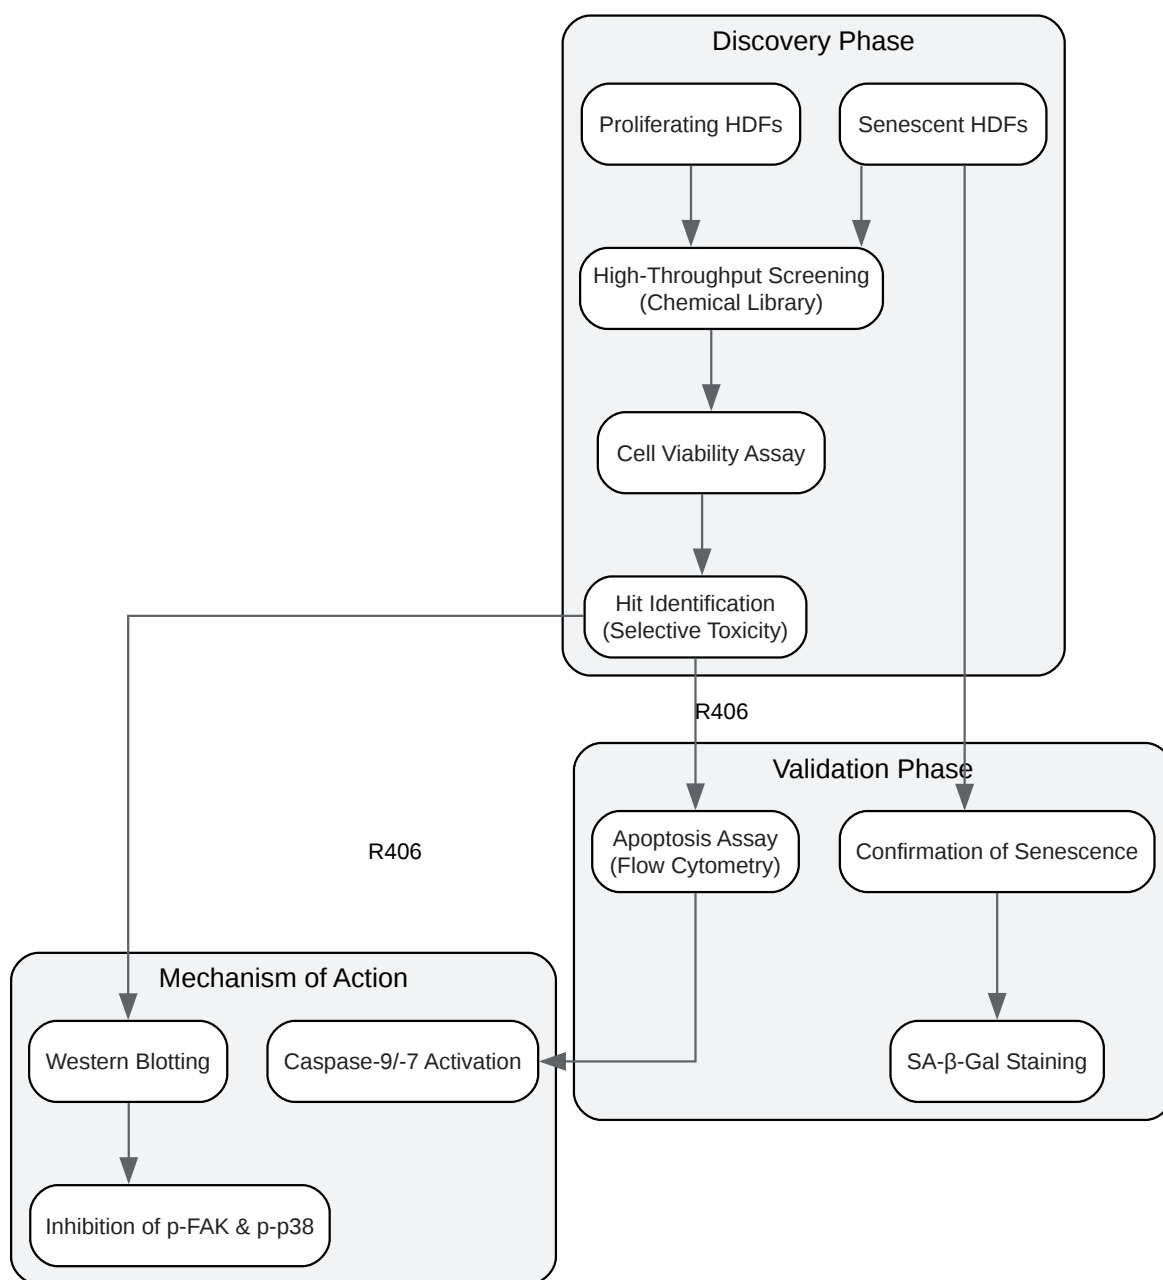 Discovery Phase
Proliferating HDFs
Senescent HDFs
High-Throughput Screening
(Chemical Library)
Cell Viability Assay
Hit Identification
(Selective Toxicity)
R406
Validation Phase
Apoptosis Assay
(Flow Cytometry)
Confirmation of Senescence
R406
Mechanism of Action
Western Blotting
Caspase-9/-7 Activation
SA-β-Gal Staining
Inhibition of p-FAK & p-p38